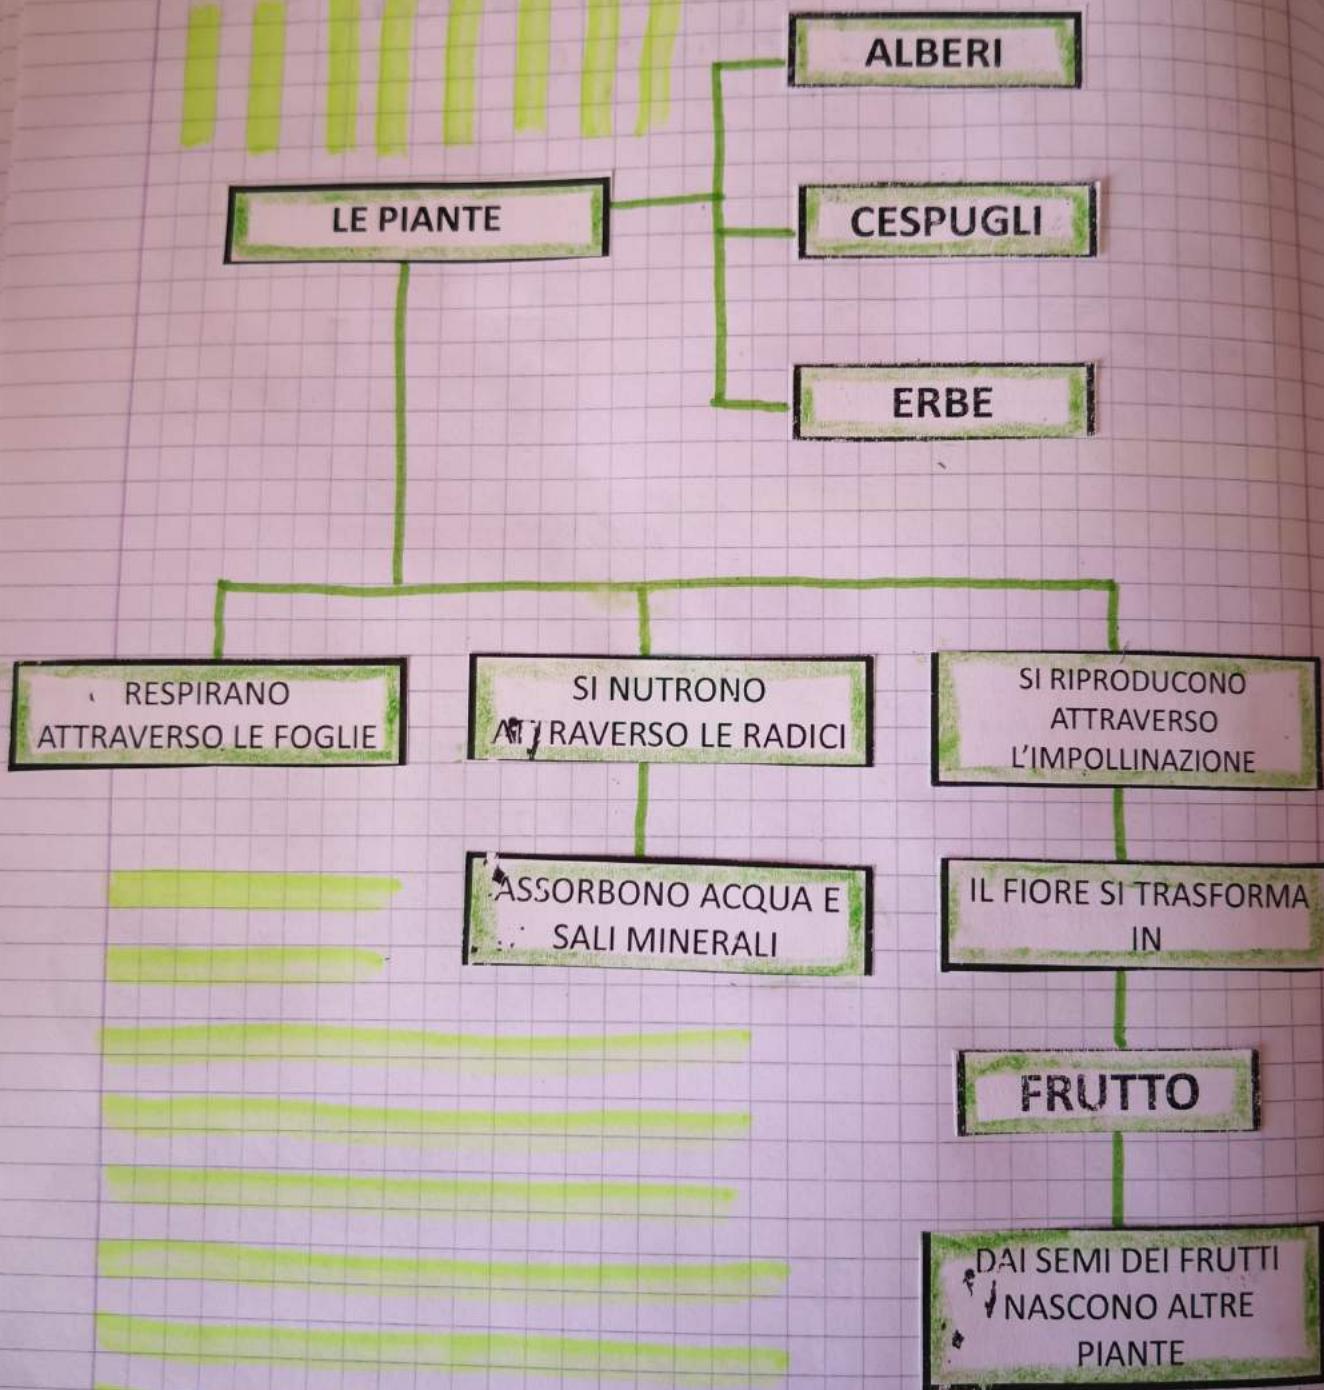 ALBERI
LE PIANTE
CESPUGLI
ERBE
RESPIRANO
ATTRAVERSO LE FOGLIE
SI NUTRONO
ATTRAVERSO LE RADICI
SI RIPRODUCONO
ATTRAVERSO
L'IMPOLLINAZIONE
ASSORBONO ACQUA E
SALI MINERALI
IL FIORE SI TRASFORMA
IN
FRUTTO
DAI SEMI DEI FRUTTI
NASCONO ALTRE
PIANTE